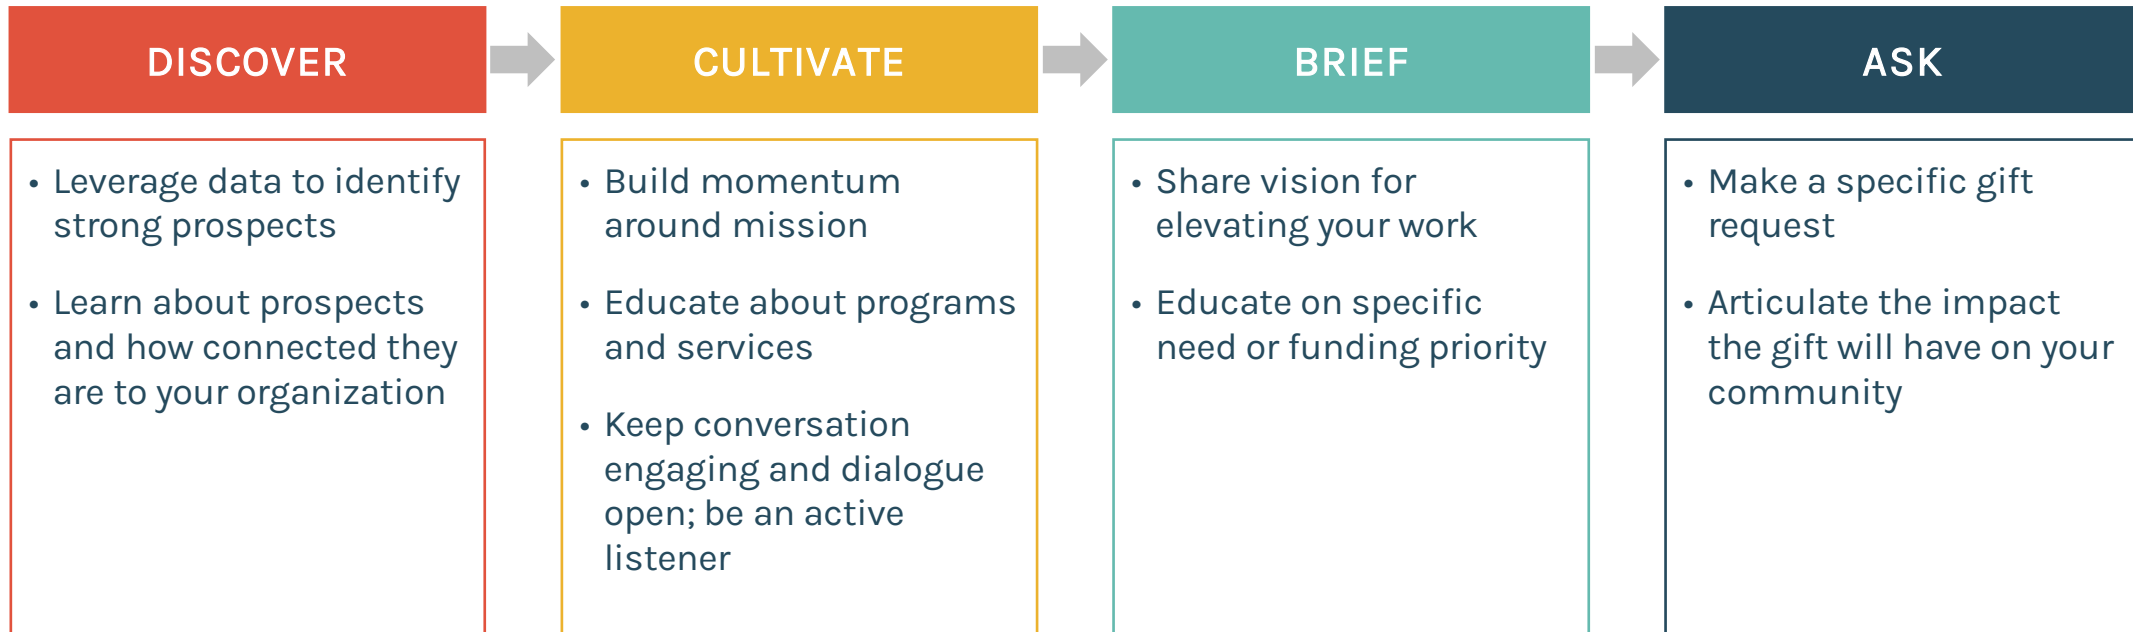 DISCOVER
• Leverage data to identify
strong prospects
• Learn about prospects
and how connected they
are to your organization
CULTIVATE
• Build momentum
around mission
• Educate about programs
and services
• Keep conversation
engaging and dialogue
open; be an active
listener
BRIEF
• Share vision for
elevating your work
• Educate on specific
need or funding priority
ASK
• Make a specific gift
request
• Articulate the impact
the gift will have on your
community